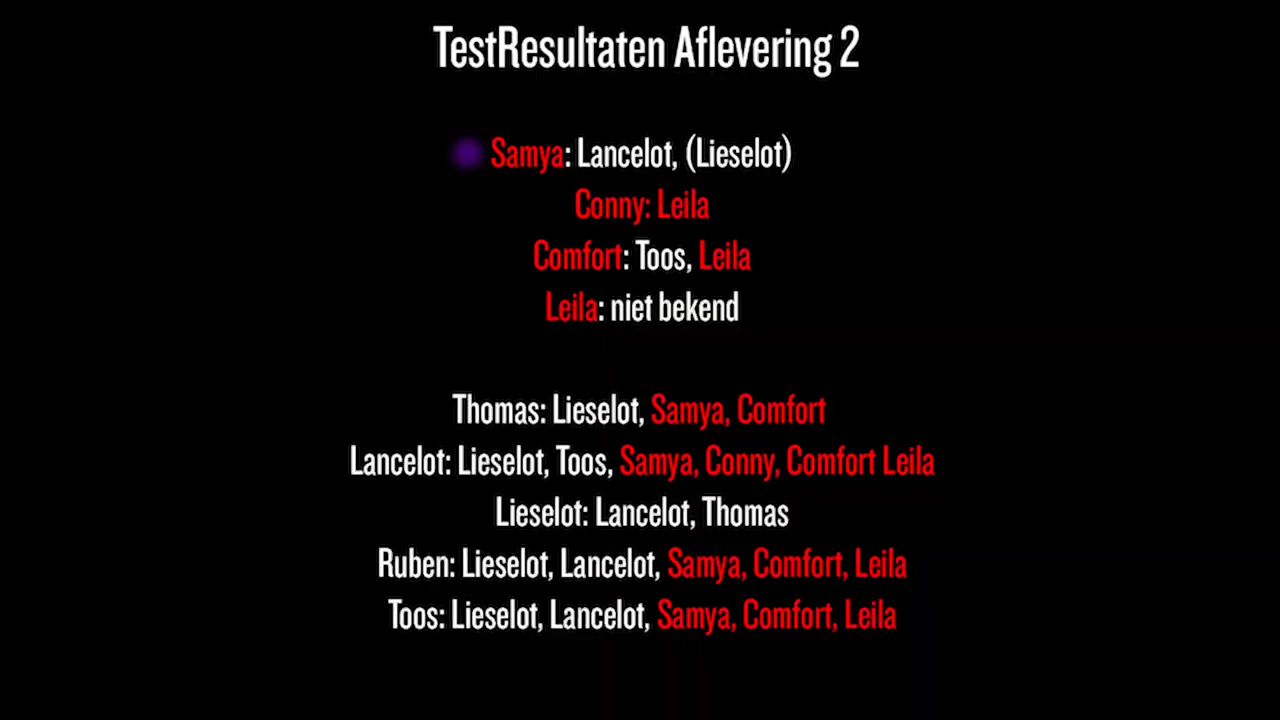 TestResultaten Aflevering 2
Samya: Lancelot, (Lieselot)
Conny: Leila
Comfort: Toos, Leila
Leila: niet bekend
Thomas: Lieselot, Samya, Comfort
Lancelot: Lieselot, Toos, Samya, Conny, Comfort Leila
Lieselot: Lancelot, Thomas
Ruben: Lieselot, Lancelot, Samya, Comfort, Leila
Toos: Lieselot, Lancelot, Samya, Comfort, Leila